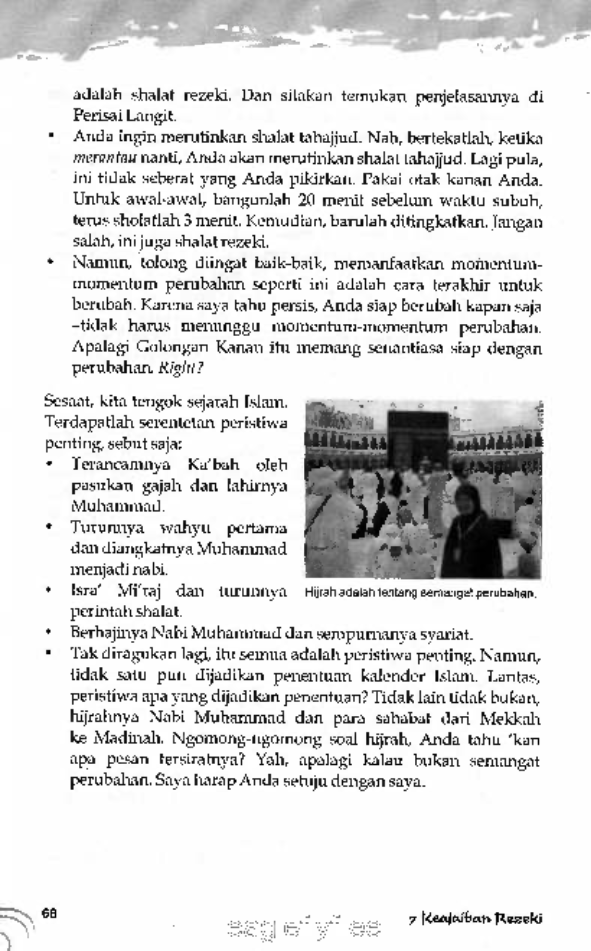 adalah shalat rezeki. Dan silakan temukan penjelasannya di
Perisai Langit.
• Anda ingin merutinkan shalat tahajjud. Nah, bertekatlah, ketika
merantau nanti, Anda akan merutinkan shalat tahajjud. Lagi pula,
ini tidak seberat yang Anda pikirkan. Pakai otak kanan Anda.
Untuk awal-awal, bangunlah 20 menit sebelum waktu subuh,
terus sholatlah 3 menit. Kemudian, barulah ditingkatkan. Jangan
salah, ini juga shalat rezeki.
• Namun, tolong diingat baik-baik, memanfaatkan momentum-
momentum perubahan seperti ini adalah cara terakhir untuk
berubah. Karena saya tahu persis, Anda siap berubah kapan saja
–tidak harus menunggu momentum-momentum perubahan.
Apalagi Golongan Kanan itu memang senantiasa siap dengan
perubahan. Right?
Sesaat, kita tengok sejarah Islam.
Terdapatlah serentetan peristiwa
penting, sebut saja:
• Terancamnya Ka'bah oleh
pasukan gajah dan lahirnya
Muhammad.
• Turunnya wahyu pertama
dan diangkatnya Muhammad
menjadi nabi.
• Isra' Mi'raj dan turunnya
perintah shalat.
Hijrah adalah tentang semangat perubahan.
• Berhajinya Nabi Muhammad dan sempurnanya syariat.
• Tak diragukan lagi, itu semua adalah peristiwa penting. Namun,
tidak satu pun dijadikan penentuan kalender Islam. Lantas,
peristiwa apa yang dijadikan penentuan? Tidak lain tidak bukan,
hijrahnya Nabi Muhammad dan para sahabat dari Mekkah
ke Madinah. Ngomong-ngomong soal hijrah, Anda tahu 'kan
apa pesan tersiratnya? Yah, apalagi kalau bukan semangat
perubahan. Saya harap Anda setuju dengan saya.
68
7 Keajaiban Rezeki